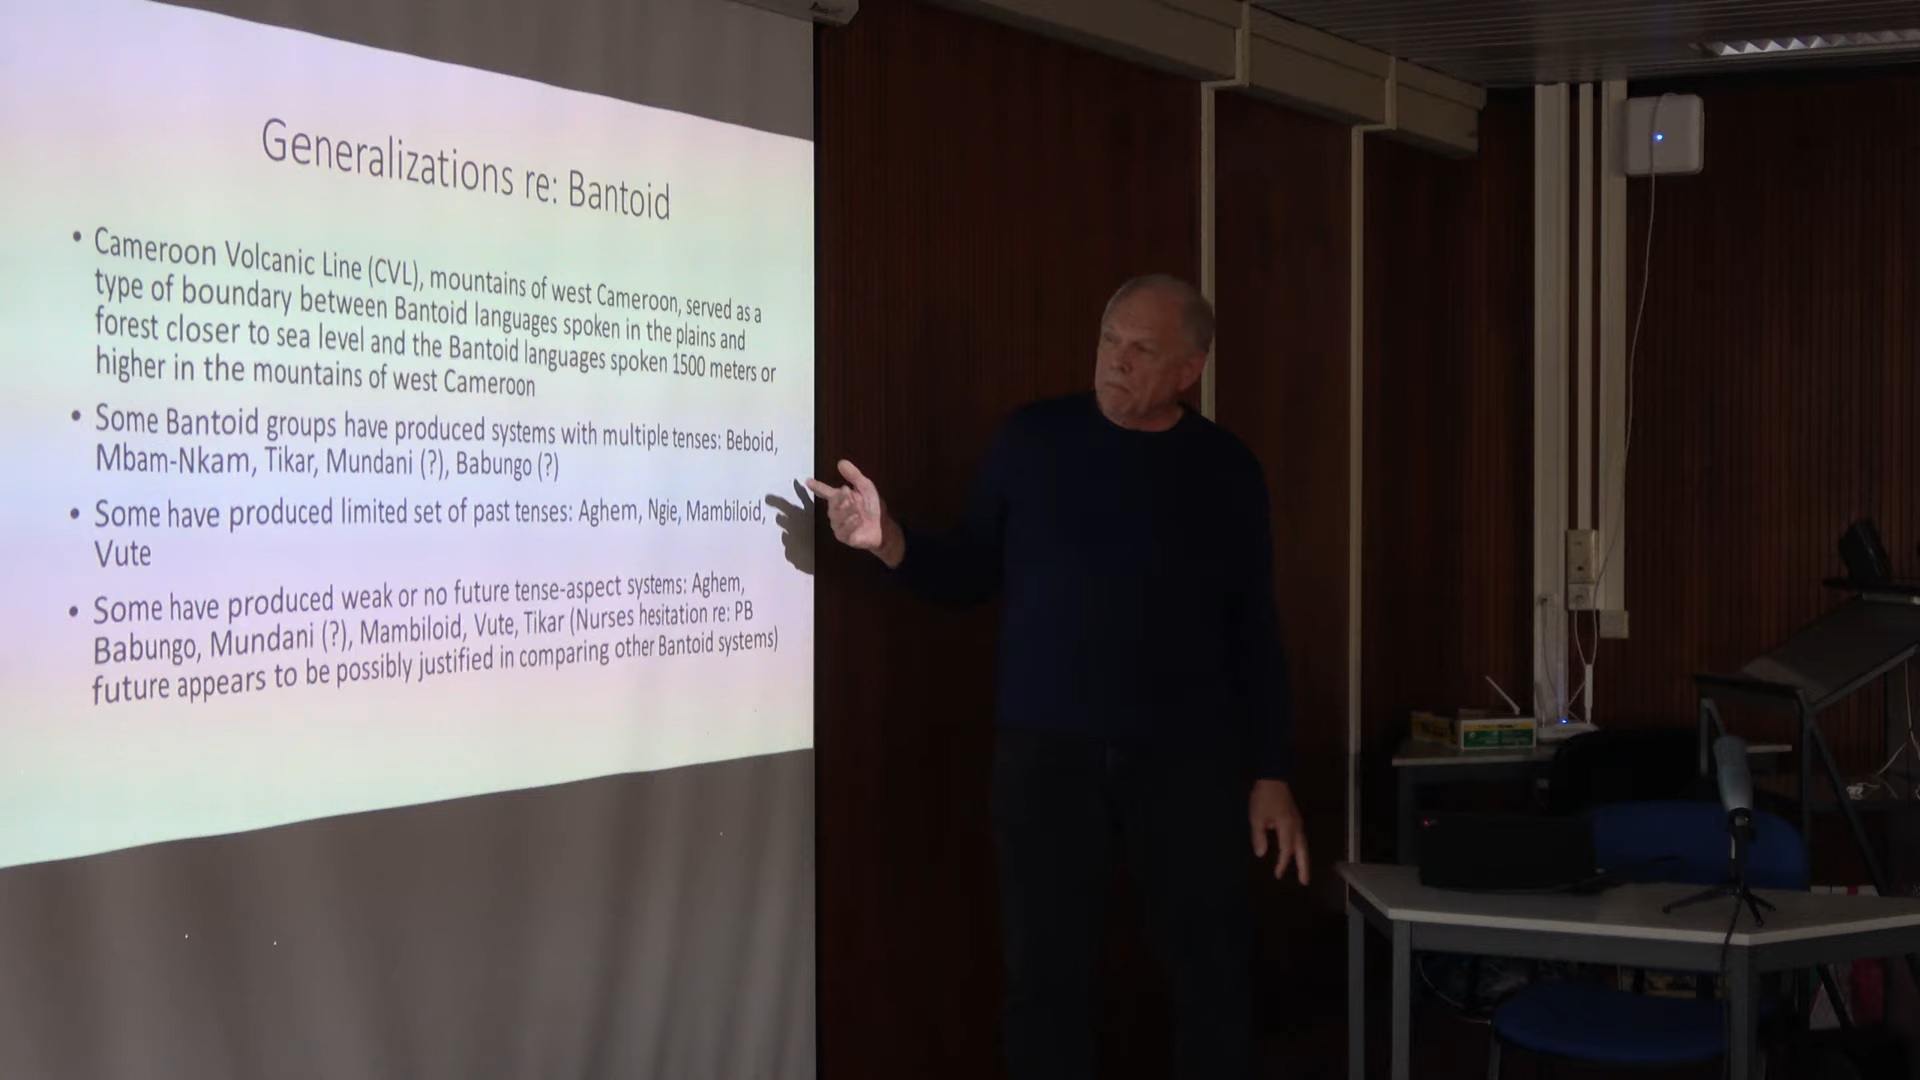 Generalizations re: Bantoid
• Cameroon Volcanic Line (CVL), mountains of west Cameroon, served as a
type of boundary between Bantoid languages spoken in the plains and
forest closer to sea level and the Bantoid languages spoken 1500 meters or
higher in the mountains of west Cameroon
• Some Bantoid groups have produced systems with multiple tenses: Beboid,
Mbam-Nkam, Tikar, Mundani (?), Babungo (?)
• Some have produced limited set of past tenses: Aghem, Ngie, Mambiloid,
Vute
• Some have produced weak or no future tense-aspect systems: Aghem,
Babungo, Mundani (?), Mambiloid, Vute, Tikar (Nurses hesitation re: PB
future appears to be possibly justified in comparing other Bantoid systems)